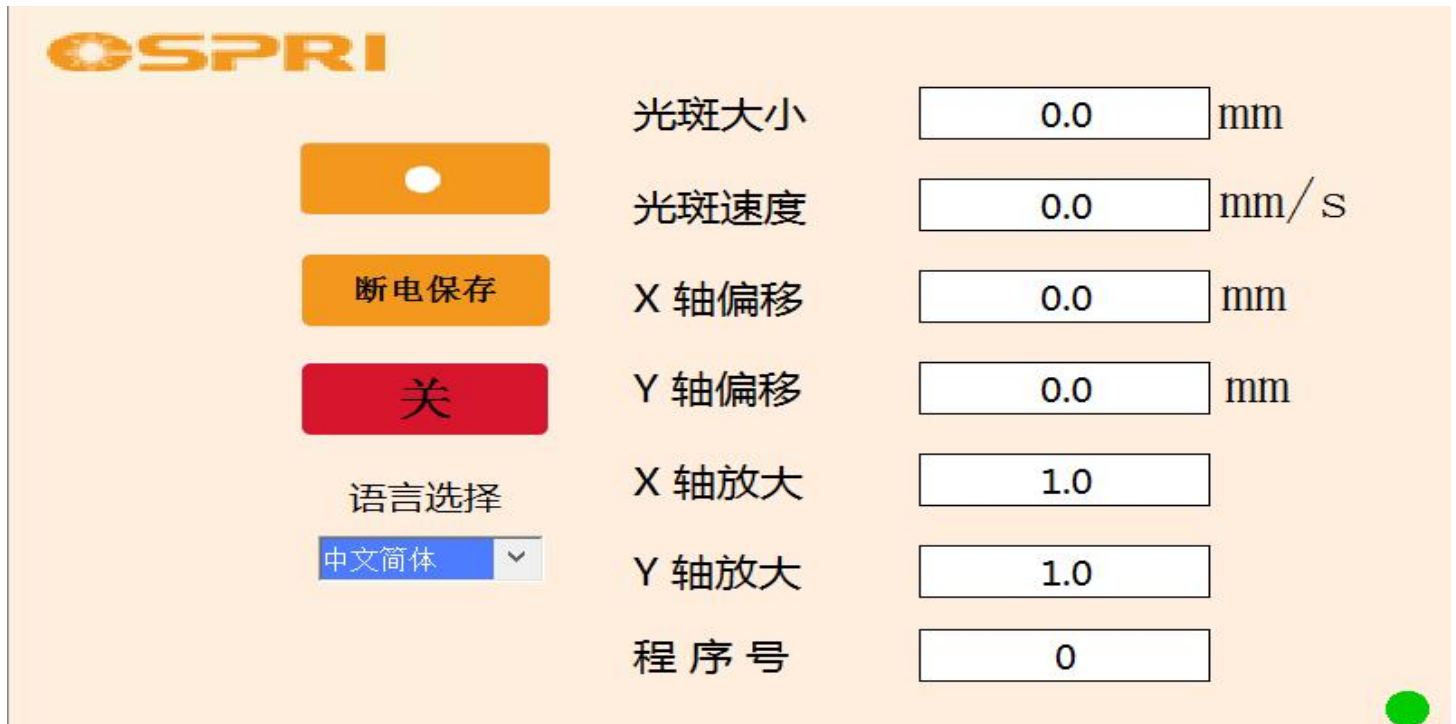 OSPRI
光斑大小 0.0 mm
光斑速度 0.0 mm/s
断电保存
X 轴偏移 0.0 mm
关
Y 轴偏移 0.0 mm
语言选择
X 轴放大 1.0
中文简体
Y 轴放大 1.0
程 序 号 0